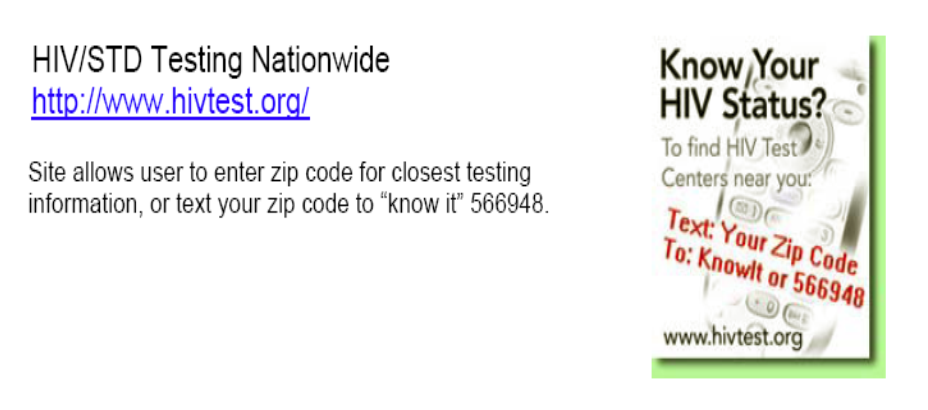 HIV/STD Testing Nationwide
http://www.hivtest.org/
Site allows user to enter zip code for closest testing
information, or text your zip code to “know it” 566948.
Know Your
HIV Status?
To find HIV Test
Centers near you:
Text: Your Zip Code
To: KnowIt or 566948
www.hivtest.org